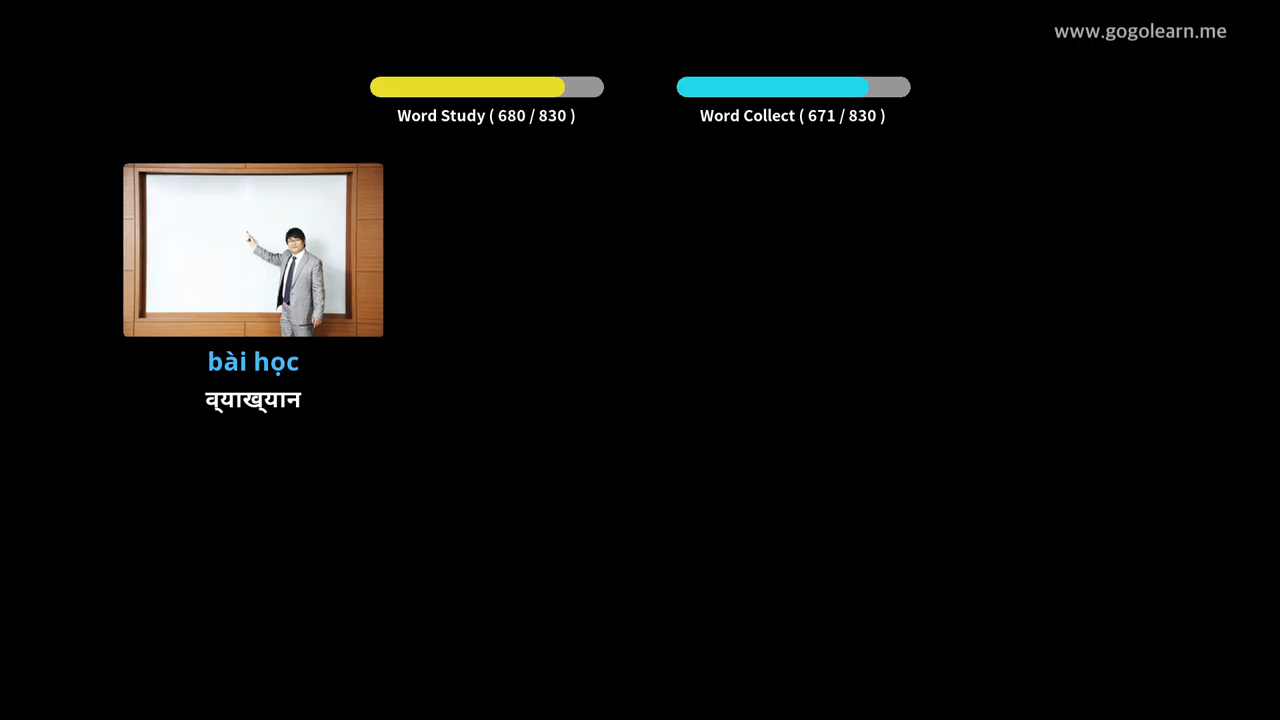 www.gogolearn.me
Word Study ( 680 / 830 )
Word Collect ( 671 / 830 )
bài học
व्याख्यान